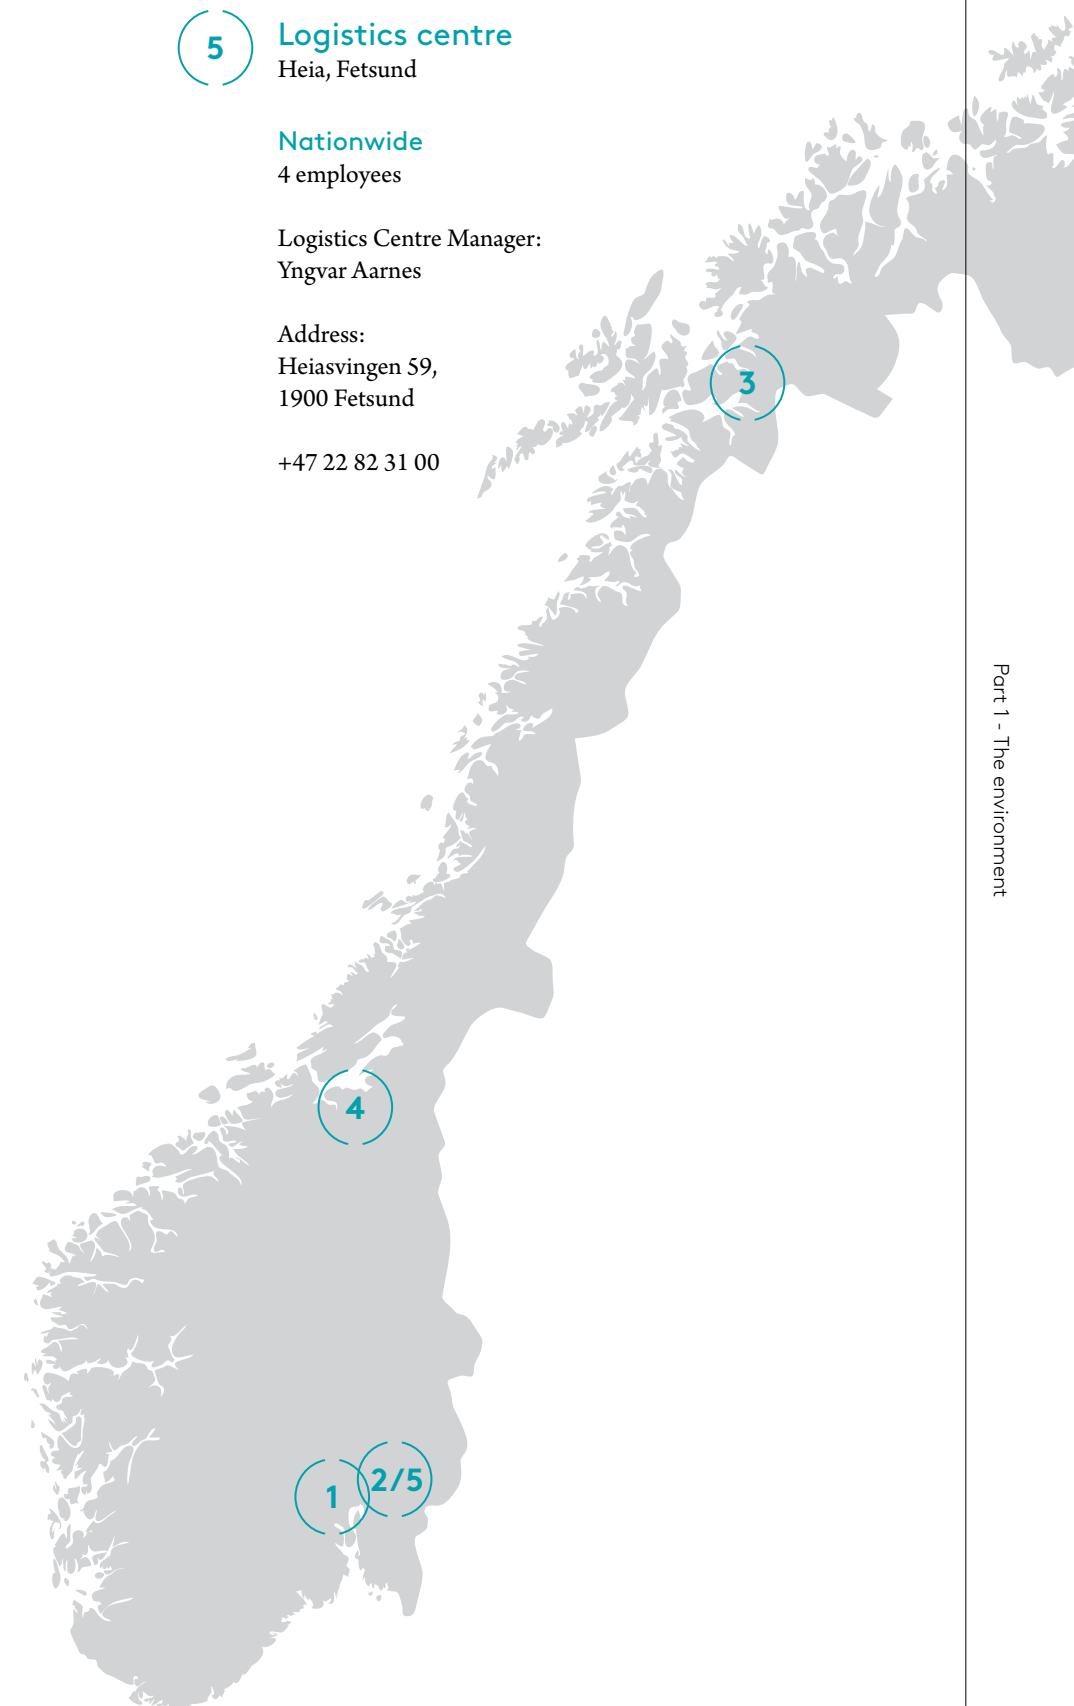 5
Logistics centre
Heia, Fetsund
Nationwide
4 employees
Logistics Centre Manager:
Yngvar Aarnes
Address:
Heiasvingen 59,
1900 Fetsund
+47 22 82 31 00
3
Part 1 - The environment
4
2/5
1